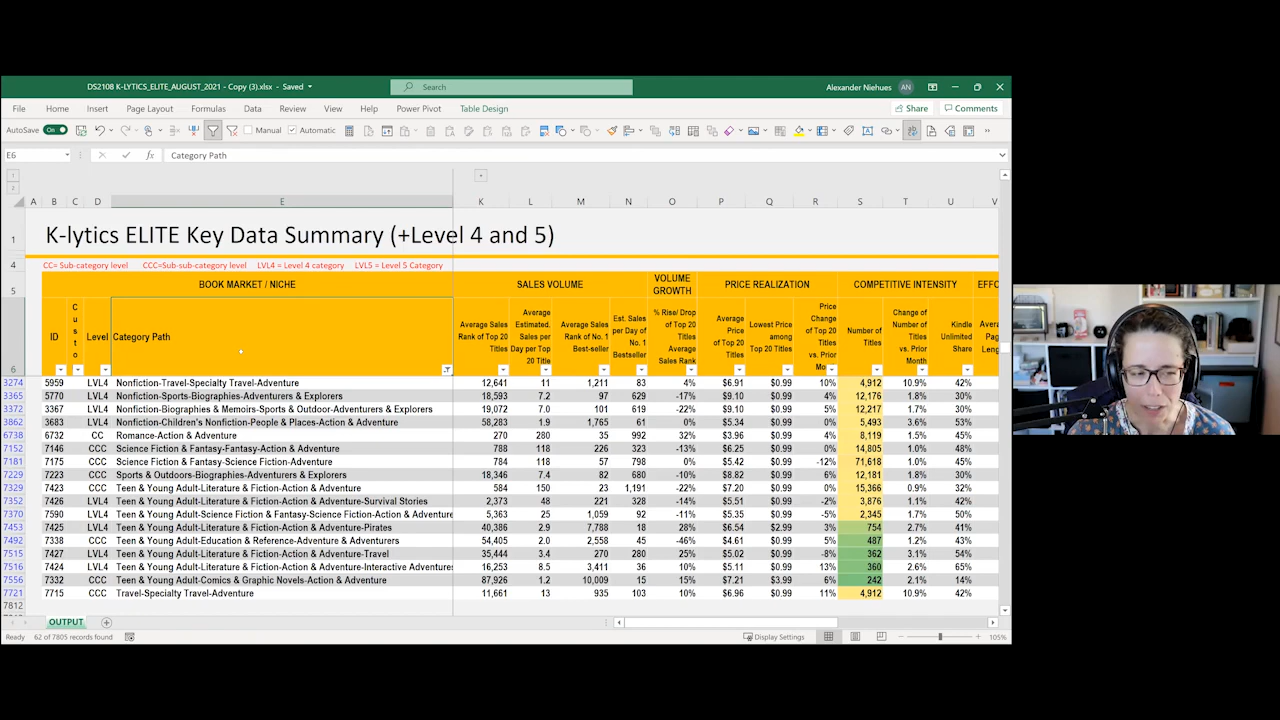 DS2108 K-LYTICS_ELITE_AUGUST_2021 - Copy (3).xlsx - Saved
Search
Alexander Niehues AN
File Home Insert Page Layout Formulas Data Review View Help Power Pivot Table Design Share Comments
AutoSave On Manual Automatic
E6 fx Category Path
1
2
A B C D E K L M N O P Q R S T U V
1 K-lytics ELITE Key Data Summary (+Level 4 and 5)
4 CC= Sub-category level CCC=Sub-sub-category level LVL4 = Level 4 category LVL5 = Level 5 Category
5 BOOK MARKET / NICHE SALES VOLUME VOLUME GROWTH PRICE REALIZATION COMPETITIVE INTENSITY EFFO
6 ID Custo Level Category Path Average Sales Rank of Top 20 Titles Average Estimated. Sales per Day per Top 20 Title Average Sales Rank of No. 1 Best-seller Est. Sales per Day of No. 1 Bestseller % Rise/ Drop of Top 20 Titles Average Sales Rank Average Price of Top 20 Titles Lowest Price among Top 20 Titles Price Change of Top 20 Titles vs. Prior Mo Number of Titles Change of Number of Titles vs. Prior Month Kindle Unlimited Share Avera Pag Leng
3274 5959 LVL4 Nonfiction-Travel-Specialty Travel-Adventure 12,641 11 1,211 83 4% $6.91 $0.99 10% 4,912 10.9% 42%
3365 5770 LVL4 Nonfiction-Sports-Biographies-Adventurers & Explorers 18,593 7.2 97 629 -17% $9.10 $0.99 4% 12,176 1.8% 30%
3372 3367 LVL4 Nonfiction-Biographies & Memoirs-Sports & Outdoor-Adventurers & Explorers 19,072 7.0 101 619 -22% $9.10 $0.99 5% 12,217 1.7% 30%
3862 3683 LVL4 Nonfiction-Children's Nonfiction-People & Places-Action & Adventure 58,283 1.9 1,765 61 0% $5.34 $0.99 0% 5,493 3.6% 53%
6738 6732 CC Romance-Action & Adventure 270 280 35 992 32% $3.96 $0.99 4% 8,119 1.5% 45%
7152 7146 CCC Science Fiction & Fantasy-Fantasy-Action & Adventure 788 118 226 323 -13% $6.25 $0.99 0% 14,805 1.0% 48%
7181 7175 CCC Science Fiction & Fantasy-Science Fiction-Adventure 784 118 57 798 0% $5.42 $0.99 -12% 71,618 1.0% 45%
7229 7223 CCC Sports & Outdoors-Biographies-Adventurers & Explorers 18,346 7.4 82 680 -10% $8.82 $0.99 6% 12,181 1.8% 30%
7329 7323 CCC Teen & Young Adult-Literature & Fiction-Action & Adventure 584 150 23 1,191 -22% $7.20 $0.99 0% 15,366 0.9% 32%
7352 7426 LVL4 Teen & Young Adult-Literature & Fiction-Action & Adventure-Survival Stories 2,373 48 221 328 -14% $5.51 $0.99 -2% 3,876 1.1% 42%
7370 7590 LVL4 Teen & Young Adult-Science Fiction & Fantasy-Science Fiction-Action & Adventure 5,363 25 1,059 92 -11% $5.35 $0.99 -5% 2,345 1.7% 50%
7453 7425 LVL4 Teen & Young Adult-Literature & Fiction-Action & Adventure-Pirates 40,386 2.9 7,788 18 28% $6.54 $2.99 3% 754 2.7% 41%
7492 7338 CCC Teen & Young Adult-Education & Reference-Adventure & Adventurers 54,405 2.0 2,558 45 -46% $4.61 $0.99 5% 487 1.2% 43%
7515 7427 LVL4 Teen & Young Adult-Literature & Fiction-Action & Adventure-Travel 35,444 3.4 270 280 25% $5.02 $0.99 -8% 362 3.1% 54%
7516 7424 LVL4 Teen & Young Adult-Literature & Fiction-Action & Adventure-Interactive Adventures 16,253 8.5 3,411 36 10% $5.11 $0.99 13% 360 2.6% 65%
7556 7332 CCC Teen & Young Adult-Comics & Graphic Novels-Action & Adventure 87,926 1.2 10,009 15 15% $7.21 $3.99 6% 242 2.1% 14%
7721 7715 CCC Travel-Specialty Travel-Adventure 11,661 13 935 103 10% $6.96 $0.99 11% 4,912 10.9% 42%
7812
OUTPUT
Ready 62 of 7805 records found Display Settings 105%